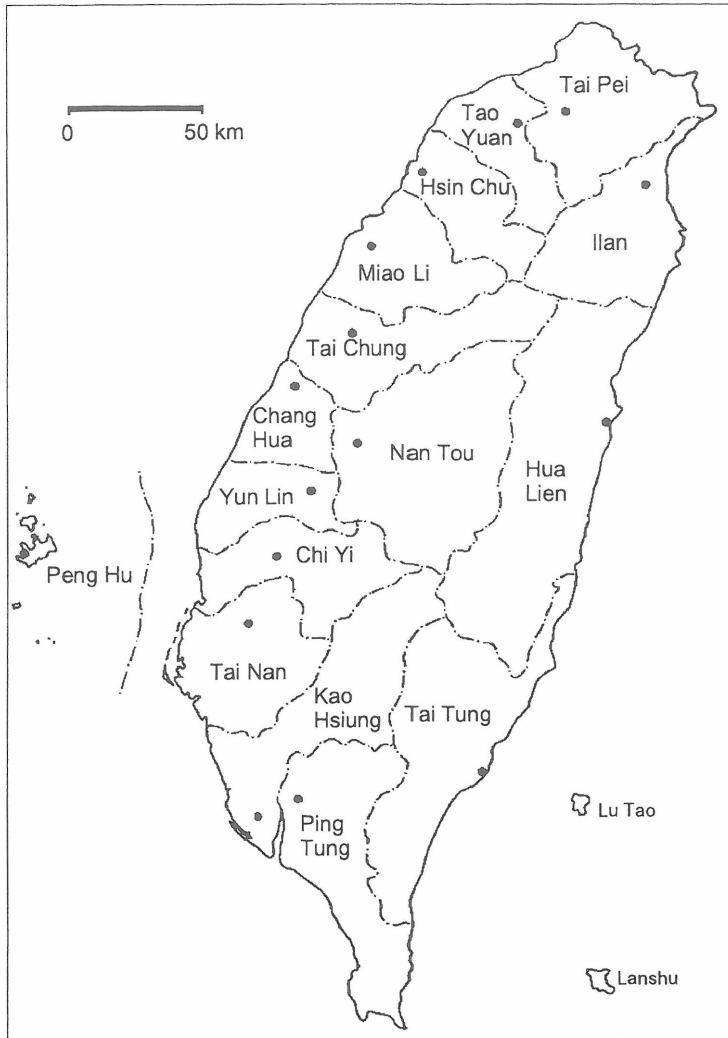 Tai Pei
0 50 km
Tao
Yuan
Hsin Chu
Ilan
Miao Li
Tai Chung
Chang
Hua
Nan Tou
Hua
Lien
Yun Lin
Chi Yi
Peng Hu
Tai Nan
Kao
Hsiung
Tai Tung
Lu Tao
Ping
Tung
Lanshu